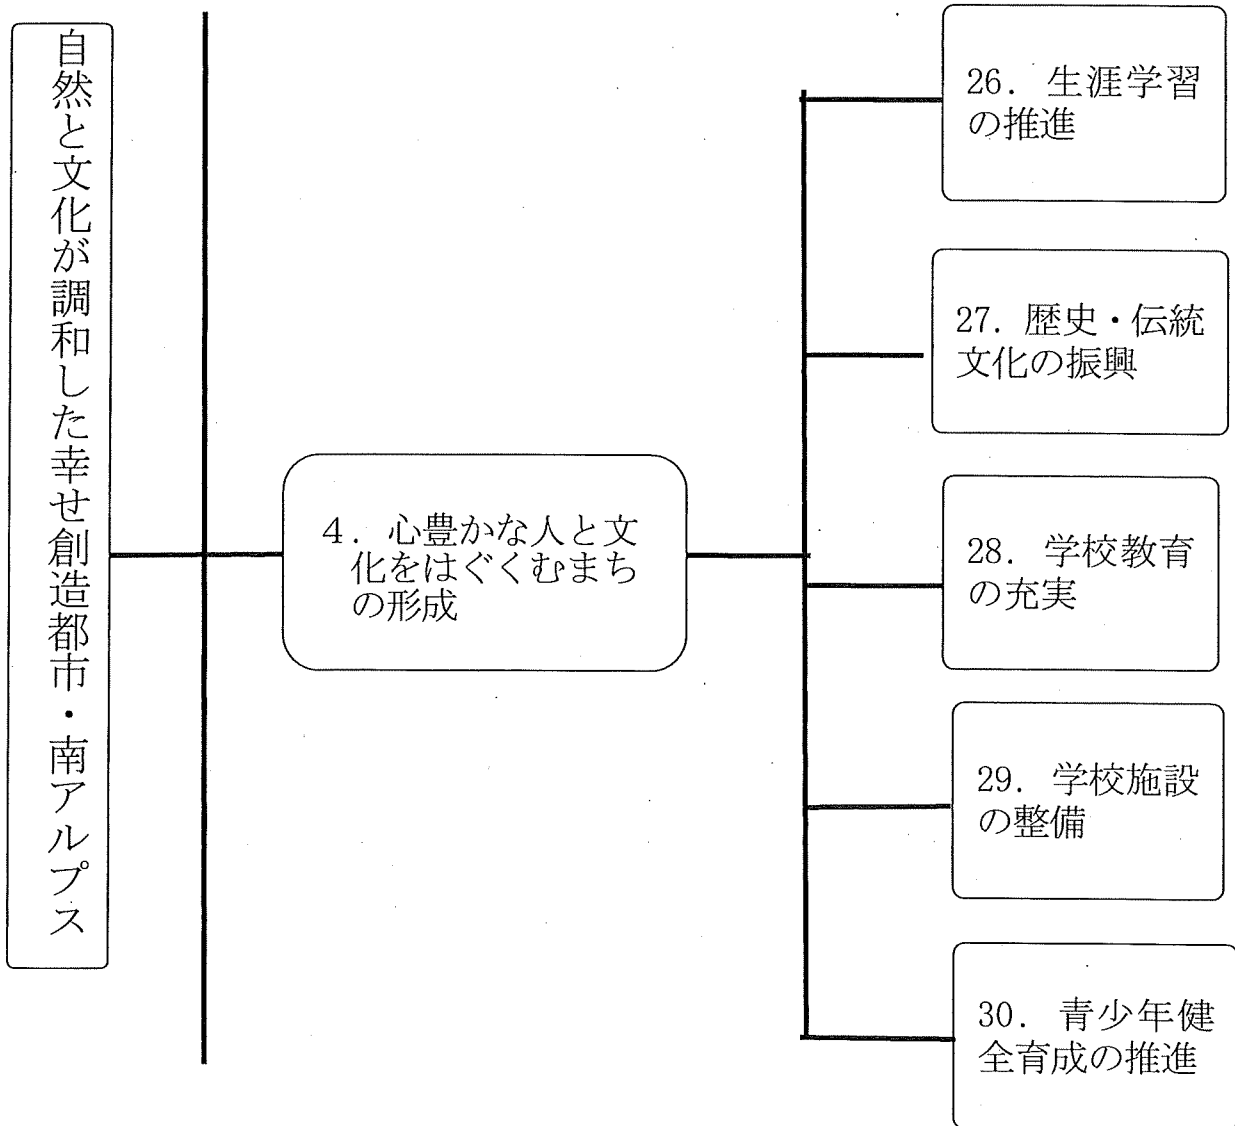 自然と文化が調和した幸せ創造都市・南アルプス
4．心豊かな人と文
化をはぐくむまち
の形成
26．生涯学習
の推進
27．歴史・伝統
文化の振興
28．学校教育
の充実
29．学校施設
の整備
30．青少年健
全育成の推進